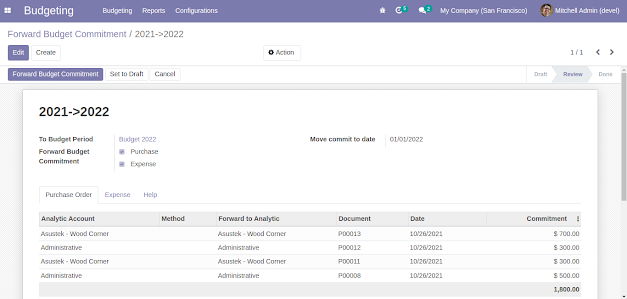 Budgeting Budgeting Reports Configurations 5 2 My Company (San Francisco) Mitchell Admin (devel)
Forward Budget Commitment / 2021->2022
Edit Create Action 1 / 1
Forward Budget Commitment Set to Draft Cancel Draft Review Done
2021->2022
To Budget Period Budget 2022 Move commit to date 01/01/2022
Forward Budget Purchase
Commitment Expense
Purchase Order Expense Help
Analytic Account Method Forward to Analytic Document Date Commitment
Asustek - Wood Corner Asustek - Wood Corner P00013 10/26/2021 $ 700.00
Administrative Administrative P00012 10/26/2021 $ 300.00
Asustek - Wood Corner Asustek - Wood Corner P00011 10/26/2021 $ 300.00
Administrative Administrative P00008 10/26/2021 $ 500.00
1,800.00